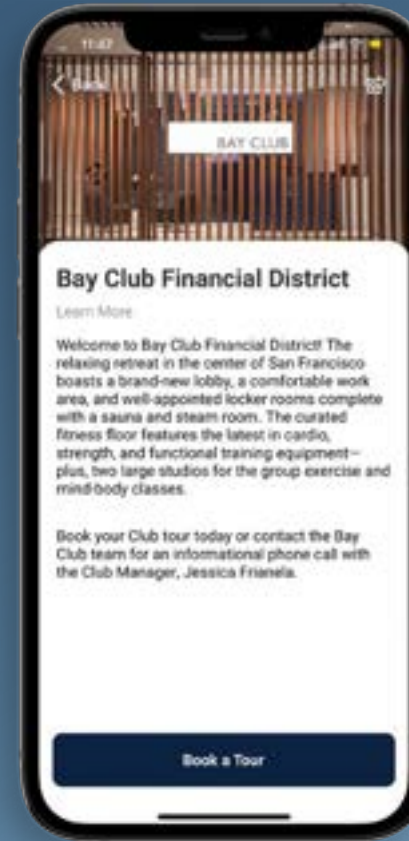 11:47
Back
BAY CLUB
Bay Club Financial District
Learn More
Welcome to Bay Club Financial District! The
relaxing retreat in the center of San Francisco
boasts a brand-new lobby, a comfortable work
area, and well-appointed locker rooms complete
with a sauna and steam room. The curated
fitness floor features the latest in cardio,
strength, and functional training equipment—
plus, two large studios for the group exercise and
mind-body classes.
Book your Club tour today or contact the Bay
Club team for an informational phone call with
the Club Manager, Jessica Frianela.
Book a Tour